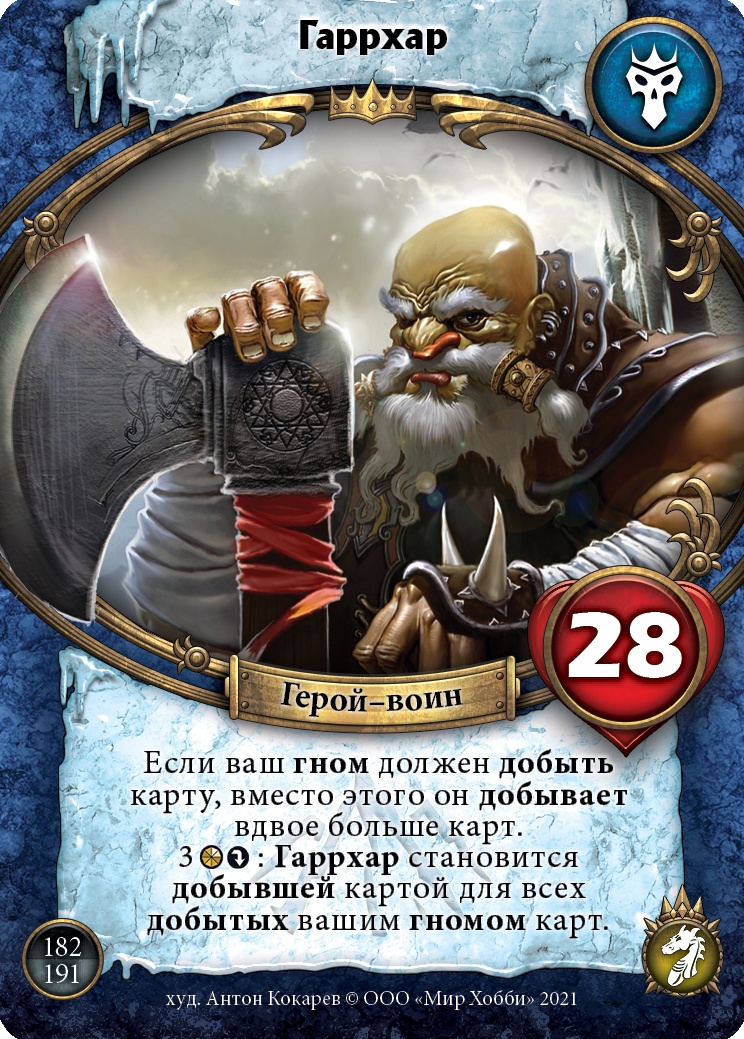 Гаррхар
28
Герой–воин
Если ваш гном должен добыть
карту, вместо этого он добывает
вдвое больше карт.
3 : Гаррхар становится
добывшей картой для всех
добытых вашим гномом карт.
182
191
худ. Антон Кокарев © ООО «Мир Хобби» 2021